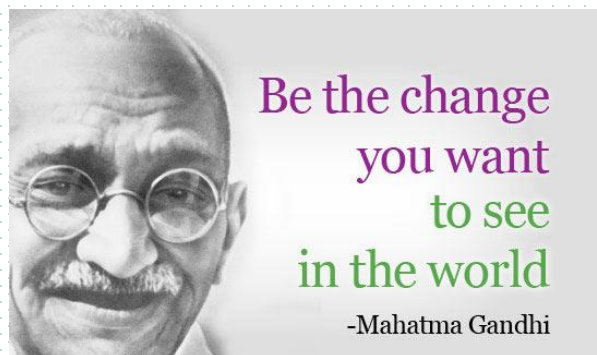 Be the change
you want
to see
in the world
-Mahatma Gandhi